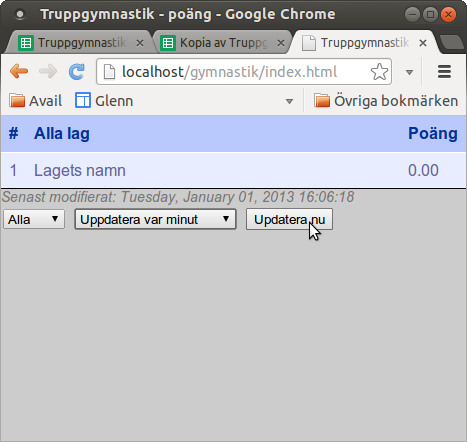 Truppgymnastik - poäng - Google Chrome
Truppgymnastik Kopia av Truppg Truppgymnastik
localhost/gymnastik/index.html
Avail Glenn Övriga bokmärken
# Alla lag Poäng
1 Lagets namn 0.00
Senast modifierat: Tuesday, January 01, 2013 16:06:18
Alla Uppdatera var minut Updatera nu